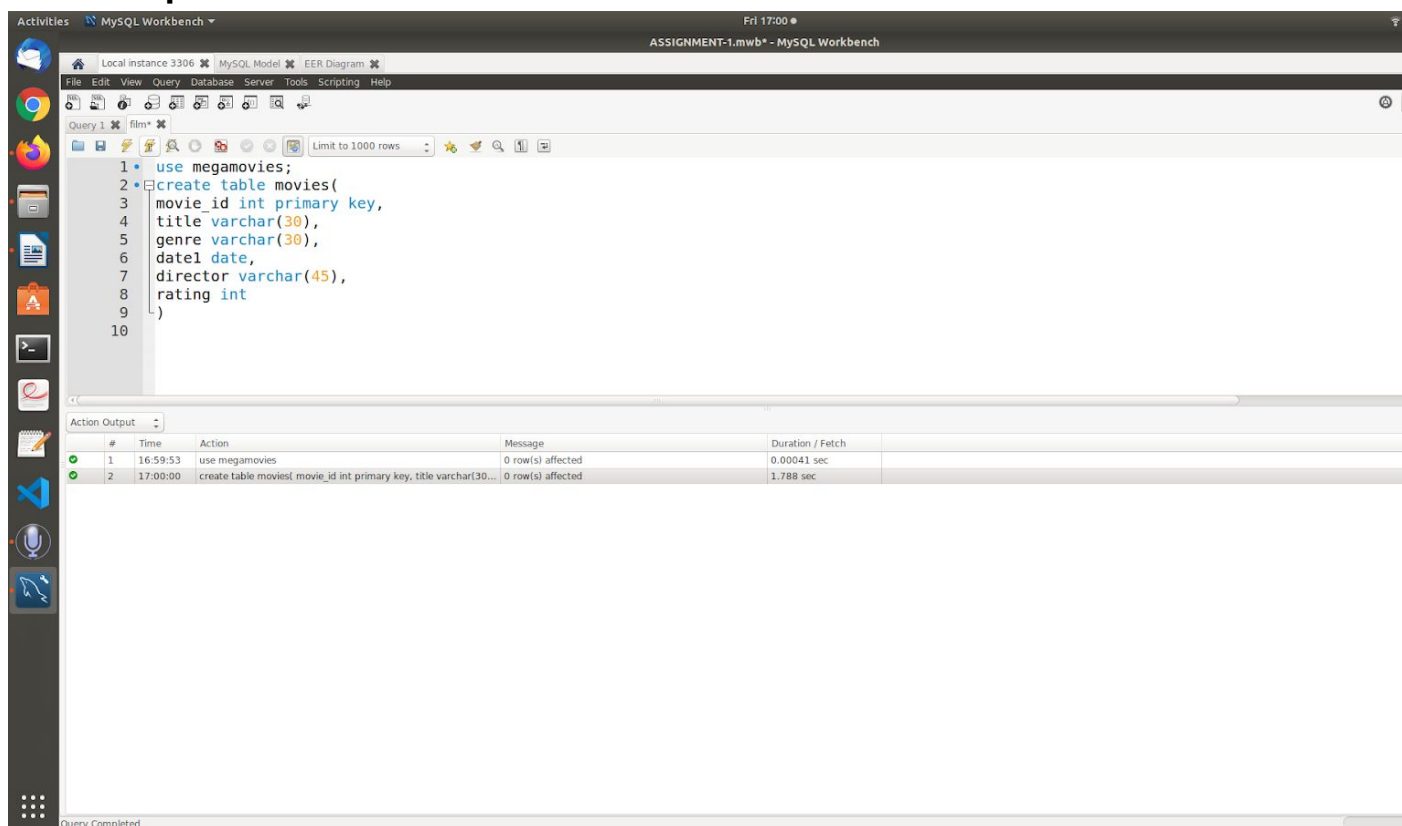 Activities MySQL Workbench Fri 17:00
ASSIGNMENT-1.mwb* - MySQL Workbench
Local instance 3306 MySQL Model EER Diagram
File Edit View Query Database Server Tools Scripting Help
Query 1 film*
Limit to 1000 rows
1 use megamovies;
2 create table movies(
3 movie_id int primary key,
4 title varchar(30),
5 genre varchar(30),
6 date1 date,
7 director varchar(45),
8 rating int
9 )
10
Action Output
# Time Action Message Duration / Fetch
1 16:59:53 use megamovies 0 row(s) affected 0.00041 sec
2 17:00:00 create table movies( movie_id int primary key, title varchar(30... 0 row(s) affected 1.788 sec
Query Completed